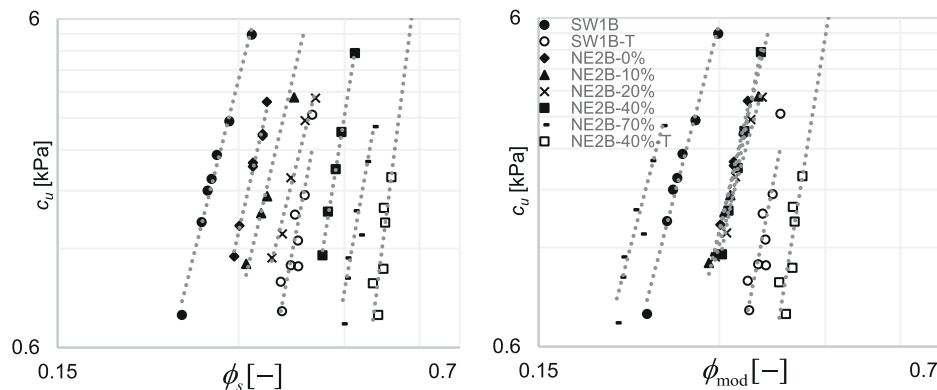 6
c_u [kPa]
0.6
0.15
ϕ_s [−]
0.7
6
SW1B
SW1B-T
NE2B-0%
NE2B-10%
NE2B-20%
NE2B-40%
NE2B-70%
NE2B-40% T
c_u [kPa]
0.6
0.15
ϕ_mod [−]
0.7